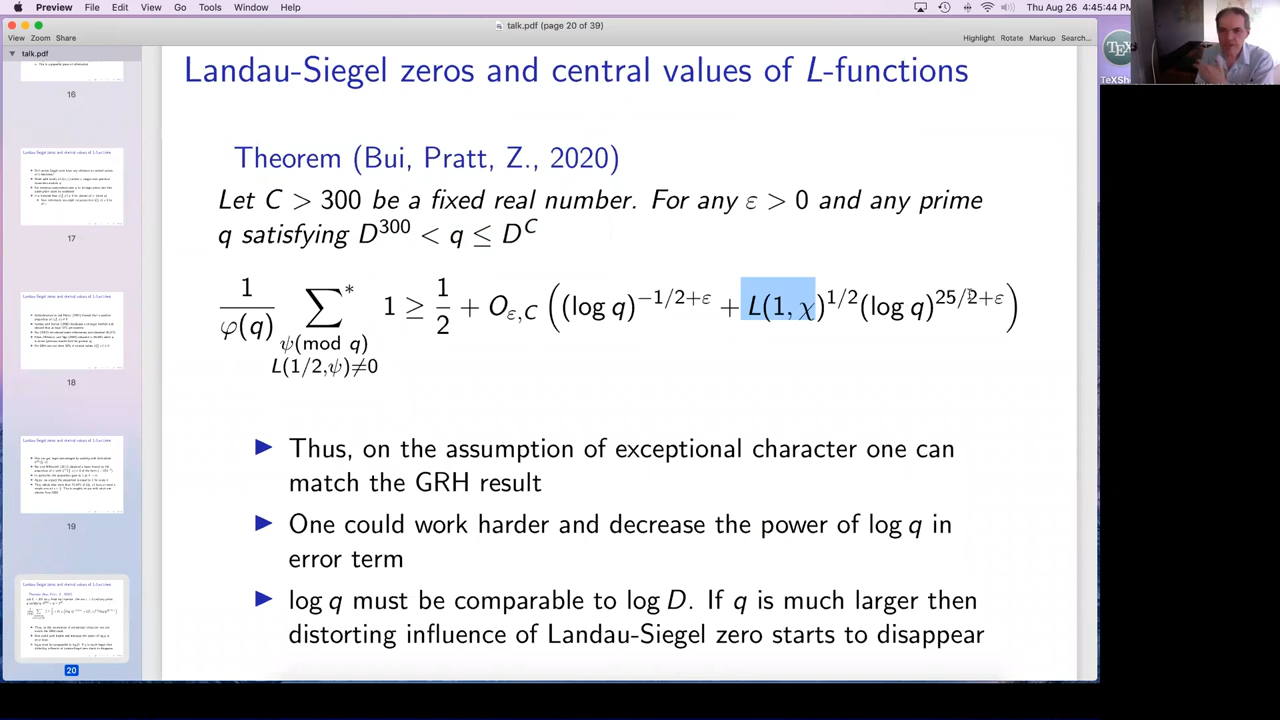 Preview File Edit View Go Tools Window Help Thu Aug 26 4:45:44 PM
talk.pdf (page 20 of 39)
View Zoom Share Highlight Rotate Markup Search...
talk.pdf
16
17
18
19
20
TEX
TeXSho
Landau-Siegel zeros and central values of L-functions
Theorem (Bui, Pratt, Z., 2020)
Let C > 300 be a fixed real number. For any ε > 0 and any prime
q satisfying D^300 < q ≤ D^C
1/φ(q) ∑* ψ(mod q) L(1/2,ψ)≠0 1 ≥ 1/2 + O_{ε,C} ((log q)^{−1/2+ε} + L(1, χ)^{1/2}(log q)^{25/2+ε})
▶ Thus, on the assumption of exceptional character one can
match the GRH result
▶ One could work harder and decrease the power of log q in
error term
▶ log q must be comparable to log D. If q is much larger then
distorting influence of Landau-Siegel zero starts to disappear